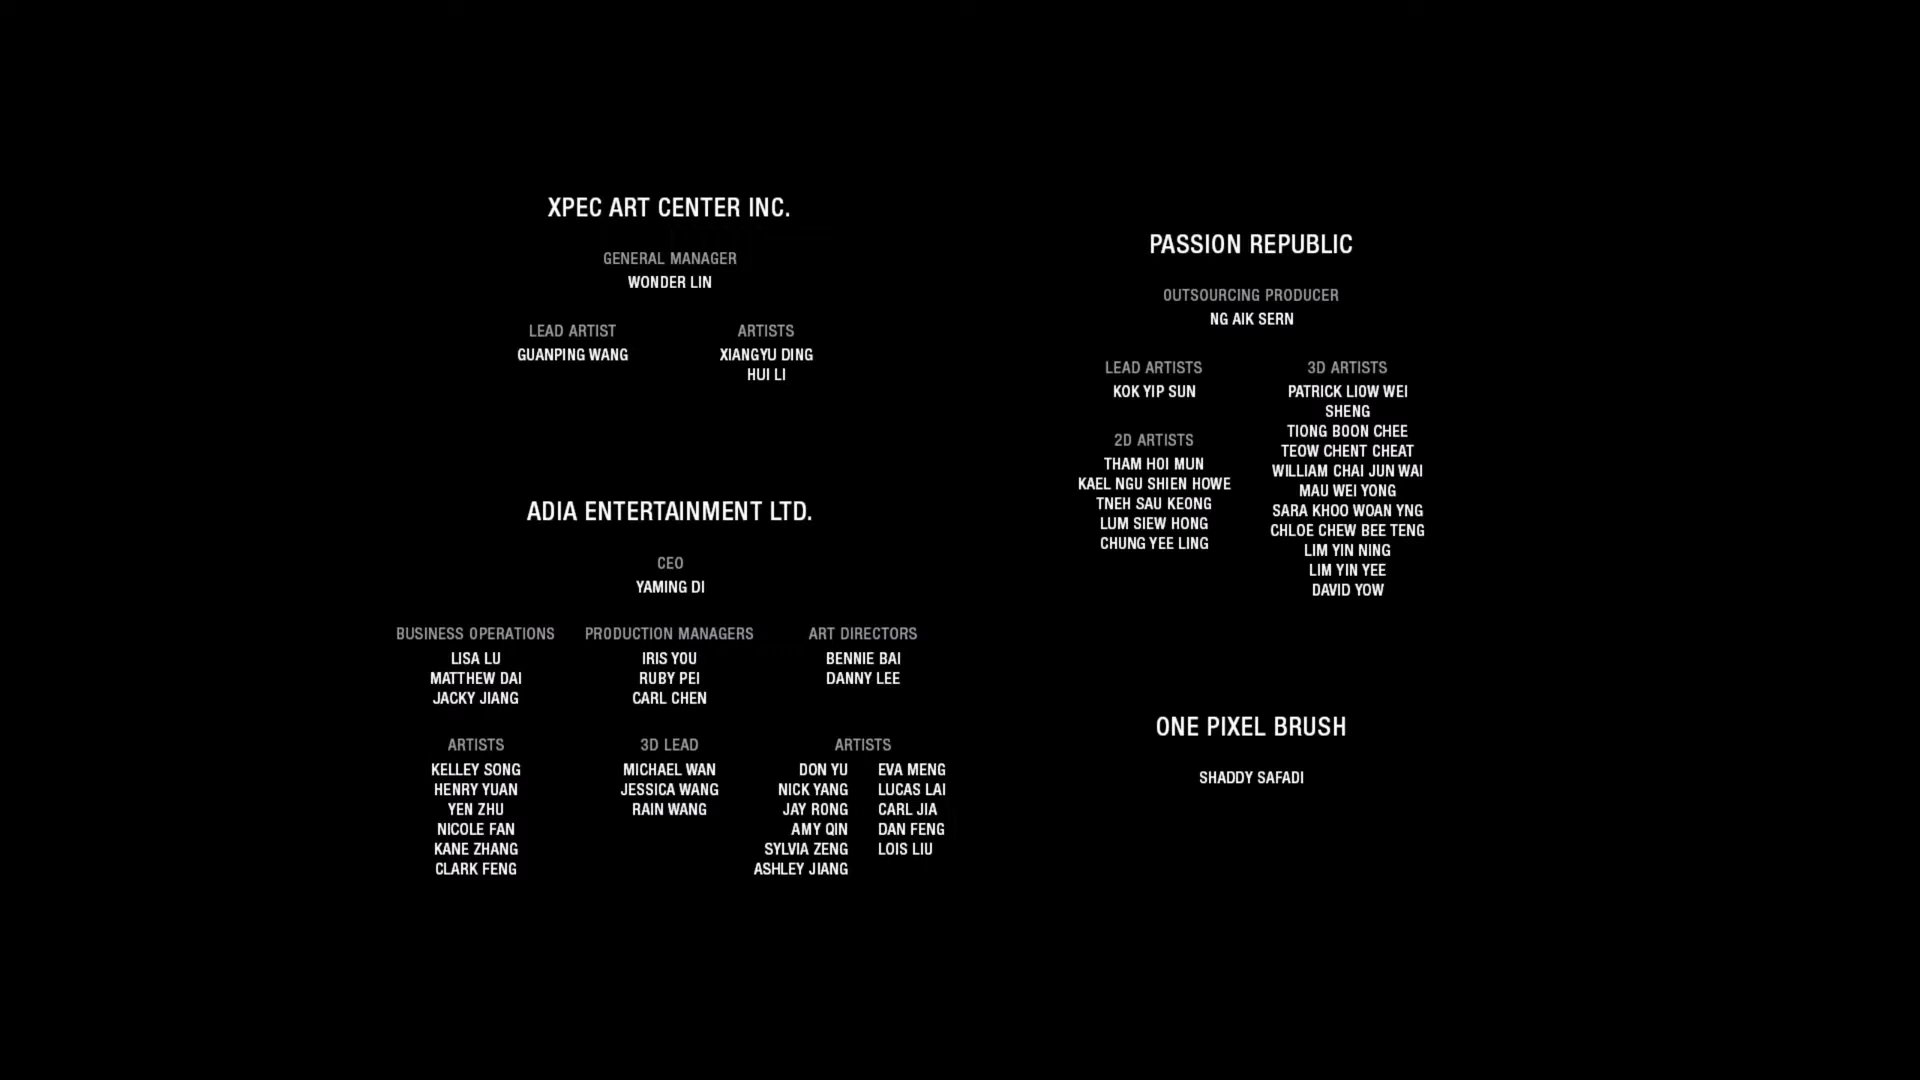 XPEC ART CENTER INC.
GENERAL MANAGER
WONDER LIN
LEAD ARTIST
GUANPING WANG
ARTISTS
XIANGYU DING
HUI LI
ADIA ENTERTAINMENT LTD.
CEO
YAMING DI
BUSINESS OPERATIONS
LISA LU
MATTHEW DAI
JACKY JIANG
PRODUCTION MANAGERS
IRIS YOU
RUBY PEI
CARL CHEN
ART DIRECTORS
BENNIE BAI
DANNY LEE
ARTISTS
KELLEY SONG
HENRY YUAN
YEN ZHU
NICOLE FAN
KANE ZHANG
CLARK FENG
3D LEAD
MICHAEL WAN
JESSICA WANG
RAIN WANG
ARTISTS
DON YU
NICK YANG
JAY RONG
AMY QIN
SYLVIA ZENG
ASHLEY JIANG
EVA MENG
LUCAS LAI
CARL JIA
DAN FENG
LOIS LIU
PASSION REPUBLIC
OUTSOURCING PRODUCER
NG AIK SERN
LEAD ARTISTS
KOK YIP SUN
2D ARTISTS
THAM HOI MUN
KAEL NGU SHIEN HOWE
TNEH SAU KEONG
LUM SIEW HONG
CHUNG YEE LING
3D ARTISTS
PATRICK LIOW WEI
SHENG
TIONG BOON CHEE
TEOW CHENT CHEAT
WILLIAM CHAI JUN WAI
MAU WEI YONG
SARA KHOO WOAN YNG
CHLOE CHEW BEE TENG
LIM YIN NING
LIM YIN YEE
DAVID YOW
ONE PIXEL BRUSH
SHADDY SAFADI